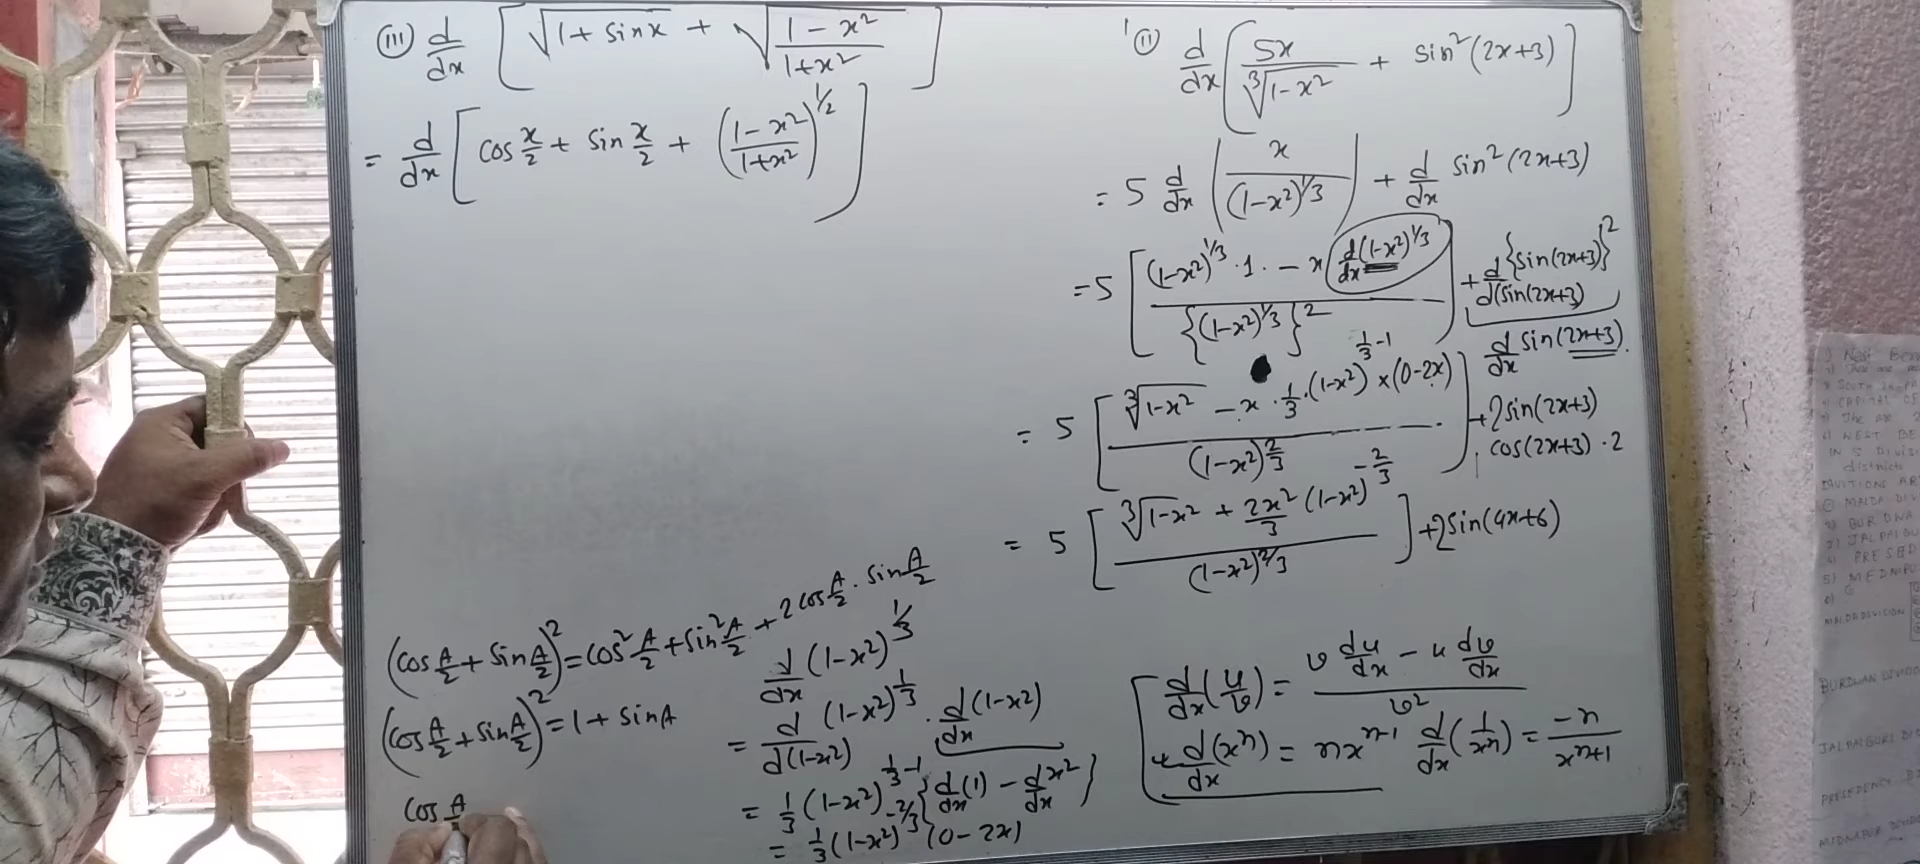 (III) d/dx [√(1 + sinx) + √((1 - x²)/(1+x²))]
= d/dx [cos x/2 + sin x/2 + ((1-x²)/(1+x²))^(1/2)]
(cos A/2 + sin A/2)² = cos² A/2 + sin² A/2 + 2 cos A/2 · sin A/2
(cos A/2 + sin A/2)² = 1 + sinA
cos A
d/dx (1-x²)^(1/3)
= d/d(1-x²) (1-x²)^(1/3) · d/dx (1-x²)
= 1/3 (1-x²)^(1/3 -1) {d/dx (1) - d/dx x²}
= 1/3 (1-x²)^(-2/3) (0 - 2x)
(II) d/dx [5x/∛(1-x²) + sin²(2x+3)]
= 5 d/dx (x/(1-x²)^(1/3)) + d/dx sin²(2x+3)
= 5 [((1-x²)^(1/3) · 1 · - x d/dx (1-x²)^(1/3))/{(1-x²)^(1/3)}²] + d/d(sin(2x+3) {sin(2x+3)}²
d/dx sin(2x+3).
= 5 [(∛(1-x²) - x · 1/3 · (1-x²)^(1/3 -1) × (0-2x))/(1-x²)^(2/3)] + 2sin(2x+3)
cos(2x+3) · 2
= 5 [(∛(1-x²) + 2x²/3 (1-x²)^(-2/3))/(1-x²)^(2/3)] + 2sin(4x+6)
d/dx (u/v) = (v du/dx - u dv/dx)/v²
d/dx (xⁿ) = nx^(n-1) d/dx (1/xⁿ) = -n/x^(n+1)